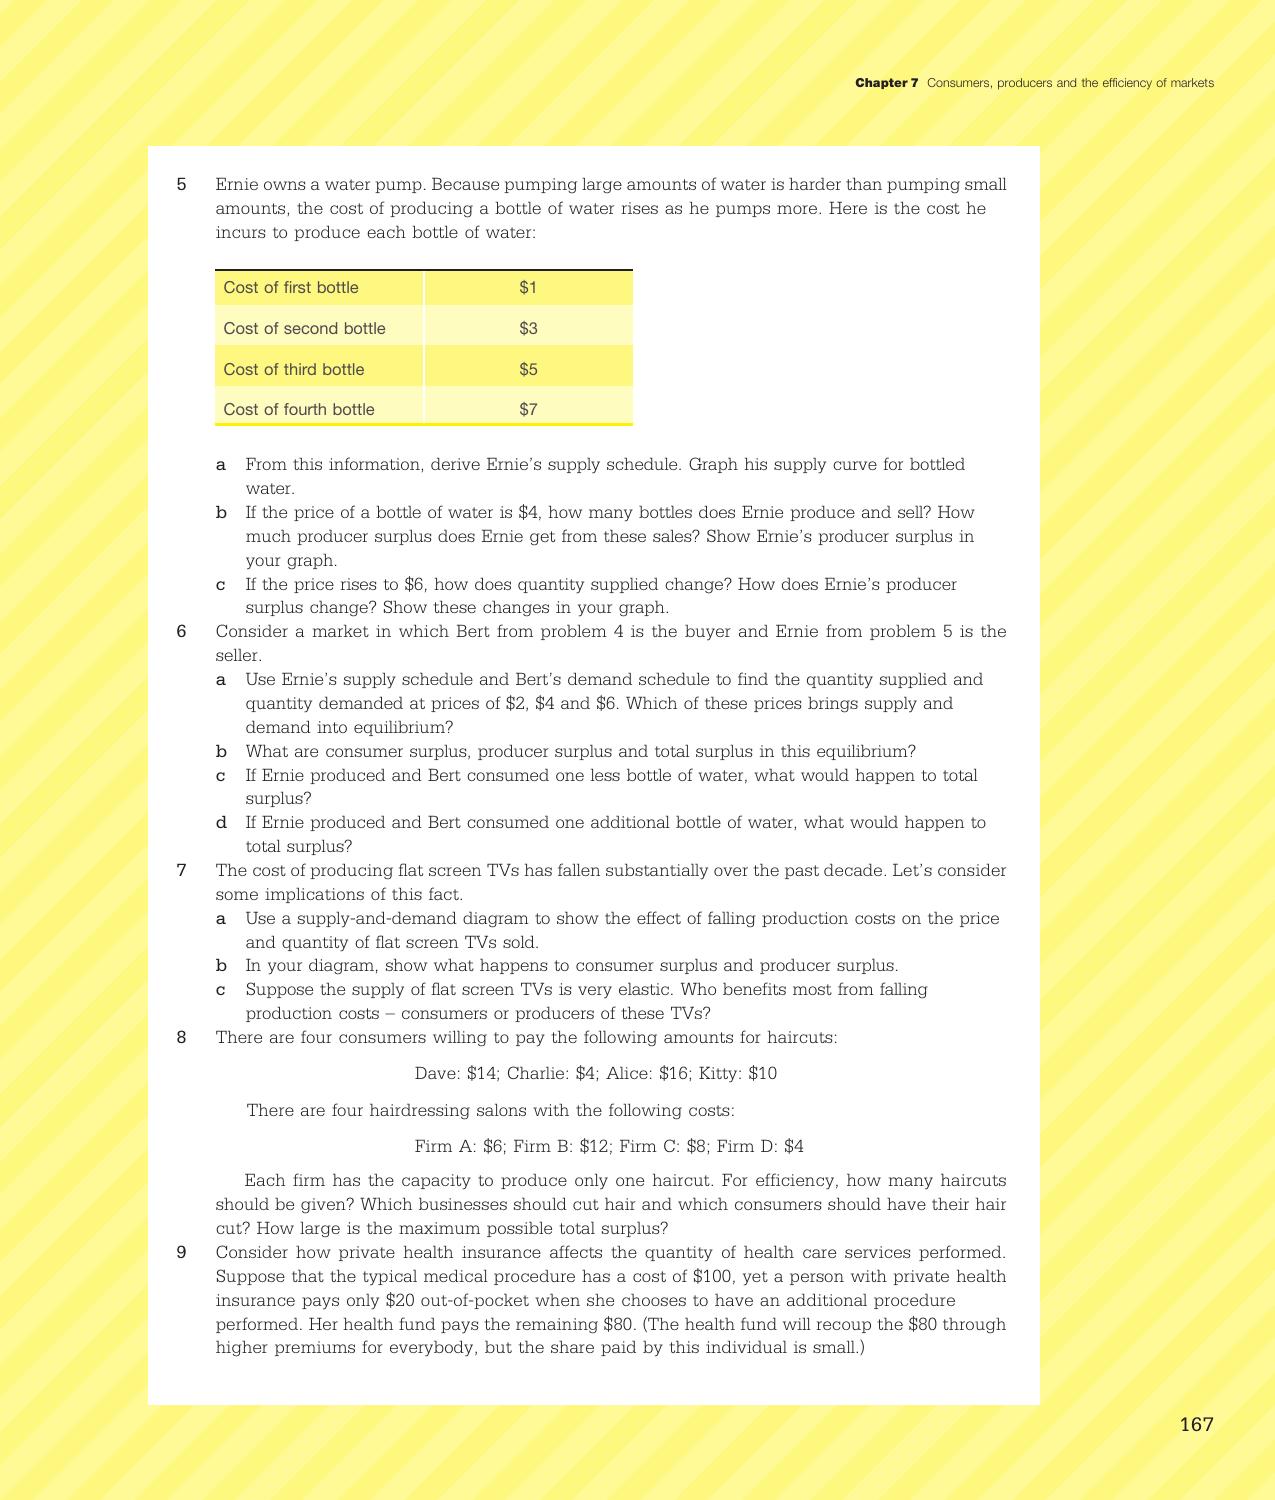 Chapter 7 Consumers, producers and the efficiency of markets
5 Ernie owns a water pump. Because pumping large amounts of water is harder than pumping small
amounts, the cost of producing a bottle of water rises as he pumps more. Here is the cost he
incurs to produce each bottle of water:
Cost of first bottle $1
Cost of second bottle $3
Cost of third bottle $5
Cost of fourth bottle $7
a From this information, derive Ernie’s supply schedule. Graph his supply curve for bottled
water.
b If the price of a bottle of water is $4, how many bottles does Ernie produce and sell? How
much producer surplus does Ernie get from these sales? Show Ernie’s producer surplus in
your graph.
c If the price rises to $6, how does quantity supplied change? How does Ernie’s producer
surplus change? Show these changes in your graph.
6 Consider a market in which Bert from problem 4 is the buyer and Ernie from problem 5 is the
seller.
a Use Ernie’s supply schedule and Bert’s demand schedule to find the quantity supplied and
quantity demanded at prices of $2, $4 and $6. Which of these prices brings supply and
demand into equilibrium?
b What are consumer surplus, producer surplus and total surplus in this equilibrium?
c If Ernie produced and Bert consumed one less bottle of water, what would happen to total
surplus?
d If Ernie produced and Bert consumed one additional bottle of water, what would happen to
total surplus?
7 The cost of producing flat screen TVs has fallen substantially over the past decade. Let’s consider
some implications of this fact.
a Use a supply-and-demand diagram to show the effect of falling production costs on the price
and quantity of flat screen TVs sold.
b In your diagram, show what happens to consumer surplus and producer surplus.
c Suppose the supply of flat screen TVs is very elastic. Who benefits most from falling
production costs – consumers or producers of these TVs?
8 There are four consumers willing to pay the following amounts for haircuts:
Dave: $14; Charlie: $4; Alice: $16; Kitty: $10
There are four hairdressing salons with the following costs:
Firm A: $6; Firm B: $12; Firm C: $8; Firm D: $4
Each firm has the capacity to produce only one haircut. For efficiency, how many haircuts
should be given? Which businesses should cut hair and which consumers should have their hair
cut? How large is the maximum possible total surplus?
9 Consider how private health insurance affects the quantity of health care services performed.
Suppose that the typical medical procedure has a cost of $100, yet a person with private health
insurance pays only $20 out-of-pocket when she chooses to have an additional procedure
performed. Her health fund pays the remaining $80. (The health fund will recoup the $80 through
higher premiums for everybody, but the share paid by this individual is small.)
167